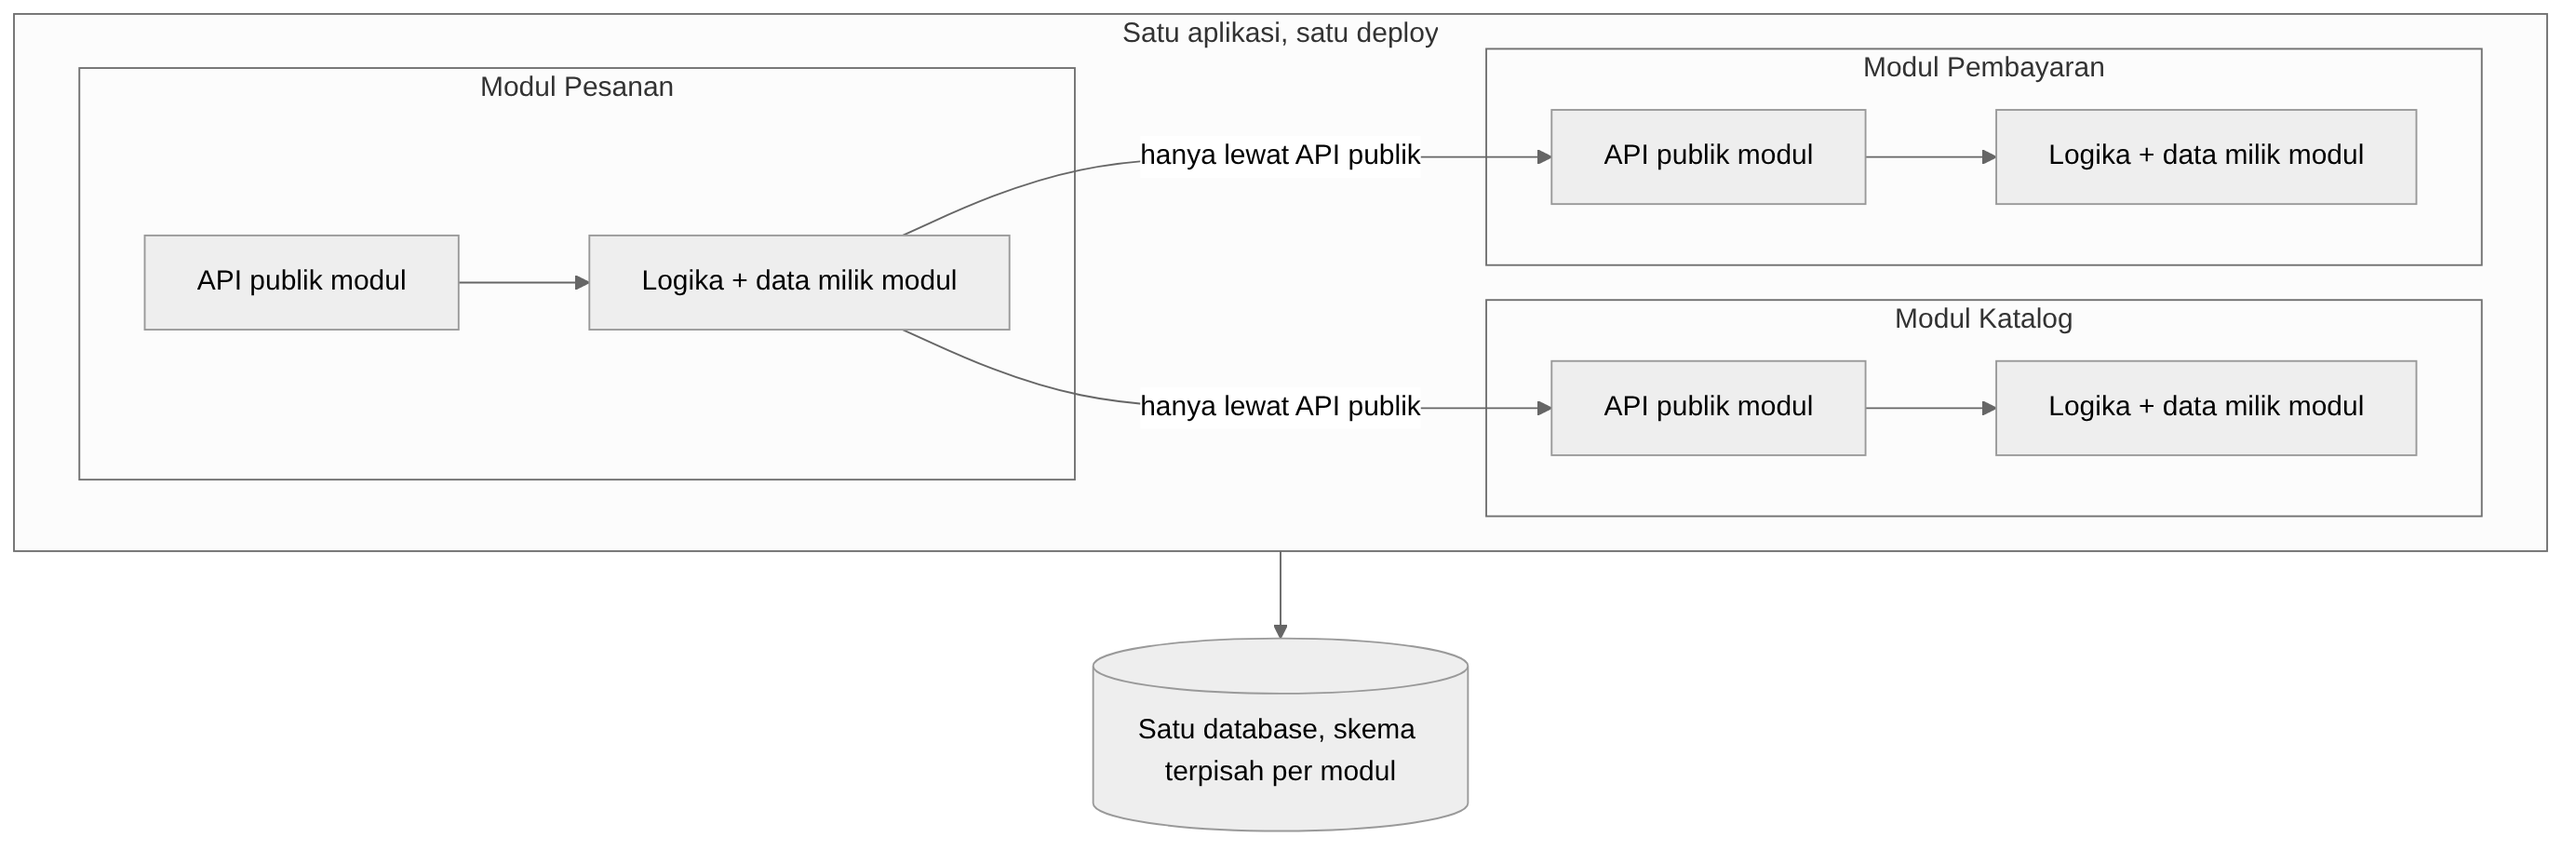 Satu aplikasi, satu deploy
Modul Pesanan
API publik modul
Logika + data milik modul
hanya lewat API publik
hanya lewat API publik
Modul Pembayaran
API publik modul
Logika + data milik modul
Modul Katalog
API publik modul
Logika + data milik modul
Satu database, skema
terpisah per modul